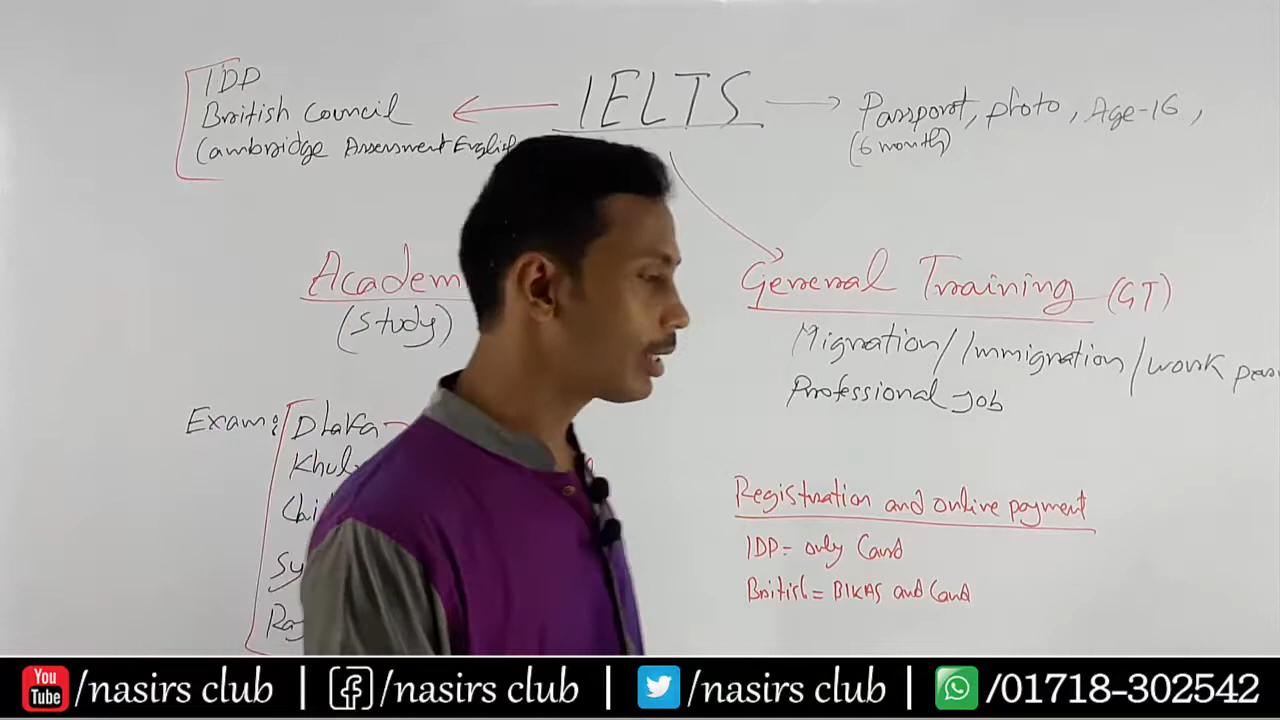 IDP
British Council
Cambridge Assessment English
IELTS
Passport, photo, Age-16,
(6 month)
Academ
(Study)
General Training (GT)
Migration/Immigration/work
Professional Job
Exam: Dhaka
Registration and online payment
IDP= only Card
British= BIKAS and Card
You Tube /nasirs club | /nasirs club | /nasirs club | /01718-302542